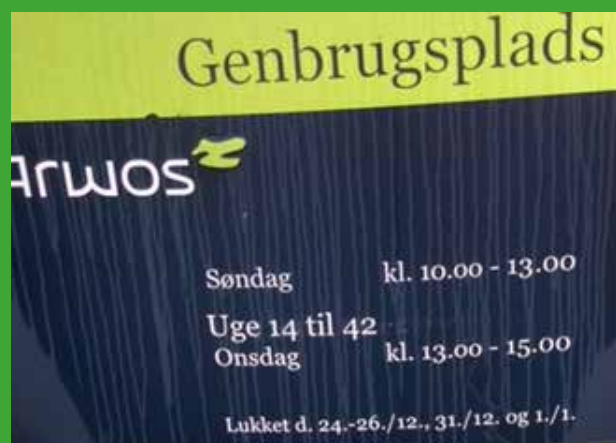 Genbrugsplads
Arwos
Søndag kl. 10.00 - 13.00
Uge 14 til 42
Onsdag kl. 13.00 - 15.00
Lukket d. 24.-26./12., 31./12. og 1./1.